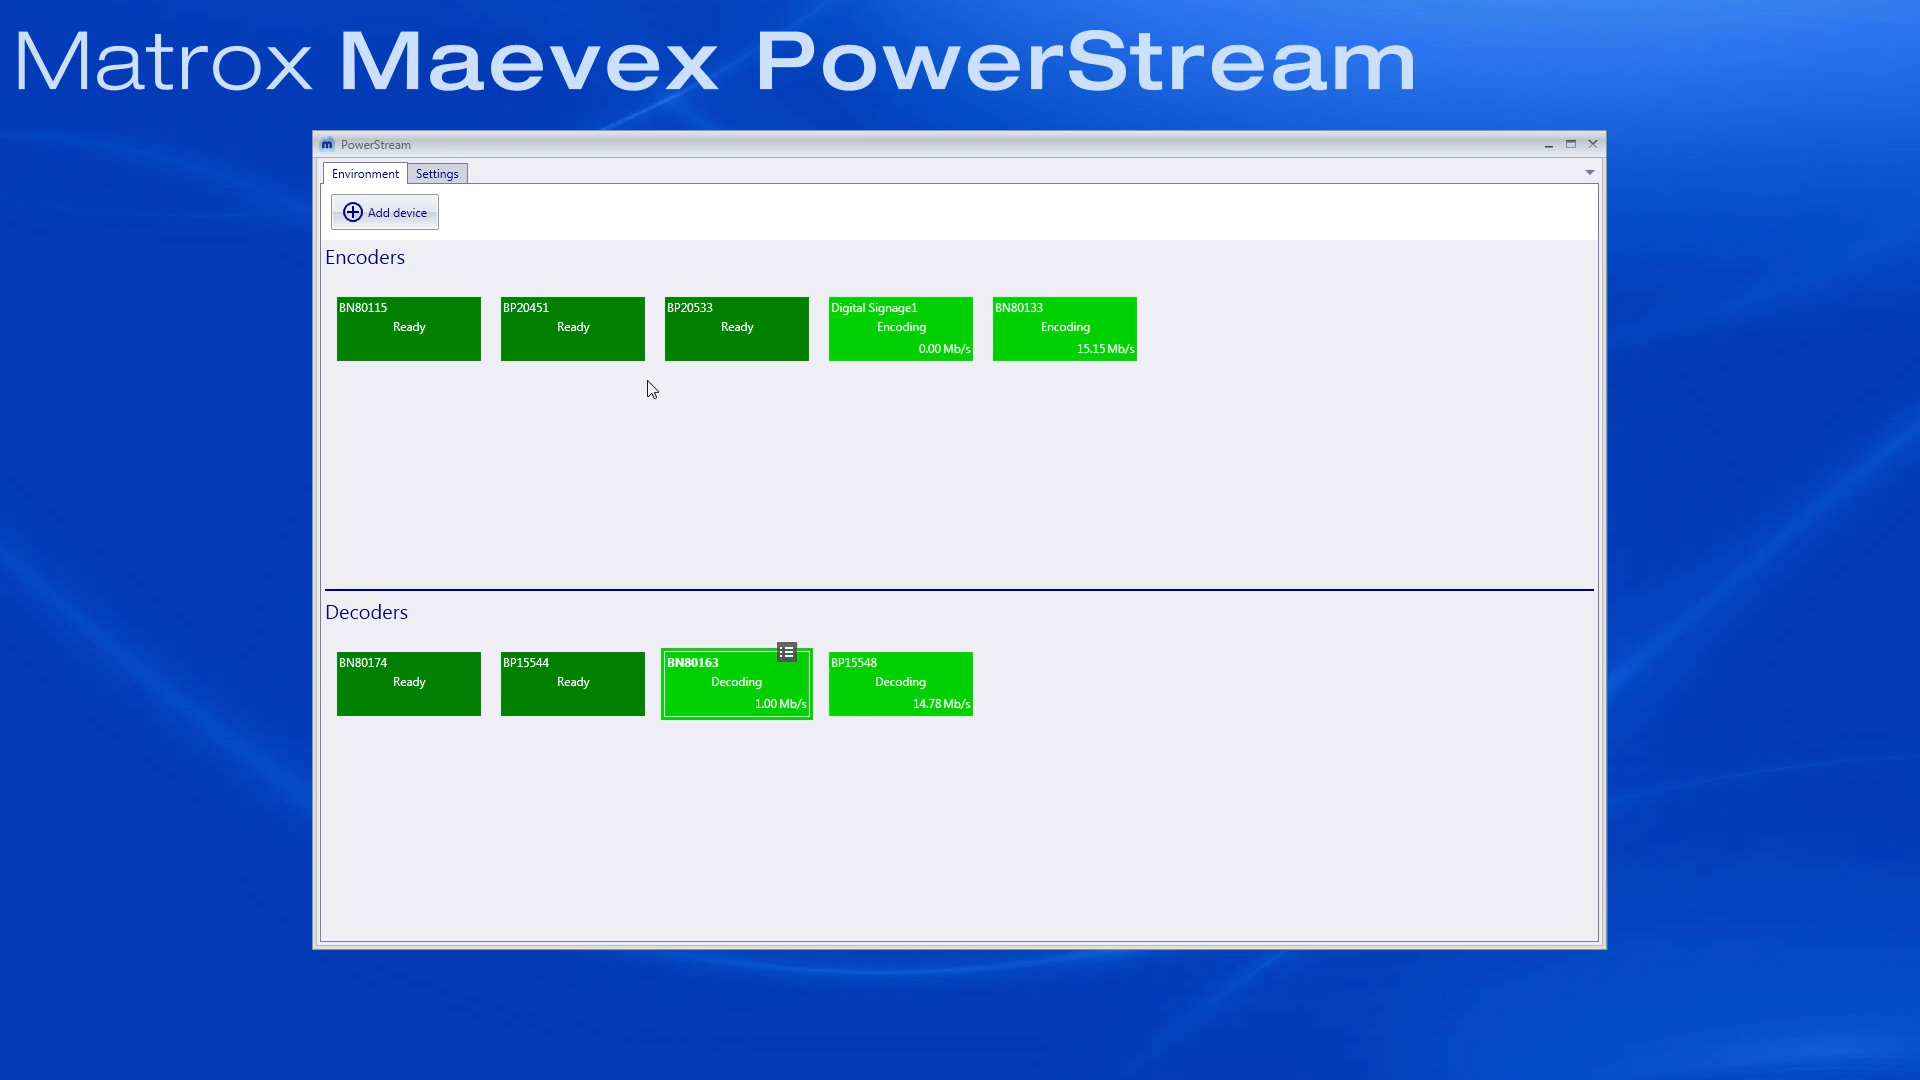 Matrox Maevex PowerStream
PowerStream
Environment Settings
Add device
Encoders
BN80115
Ready
BP20451
Ready
BP20533
Ready
Digital Signage1
Encoding
0.00 Mb/s
BN80133
Encoding
15.15 Mb/s
Decoders
BN80174
Ready
BP15544
Ready
BN80163
Decoding
1.00 Mb/s
BP15548
Decoding
14.78 Mb/s